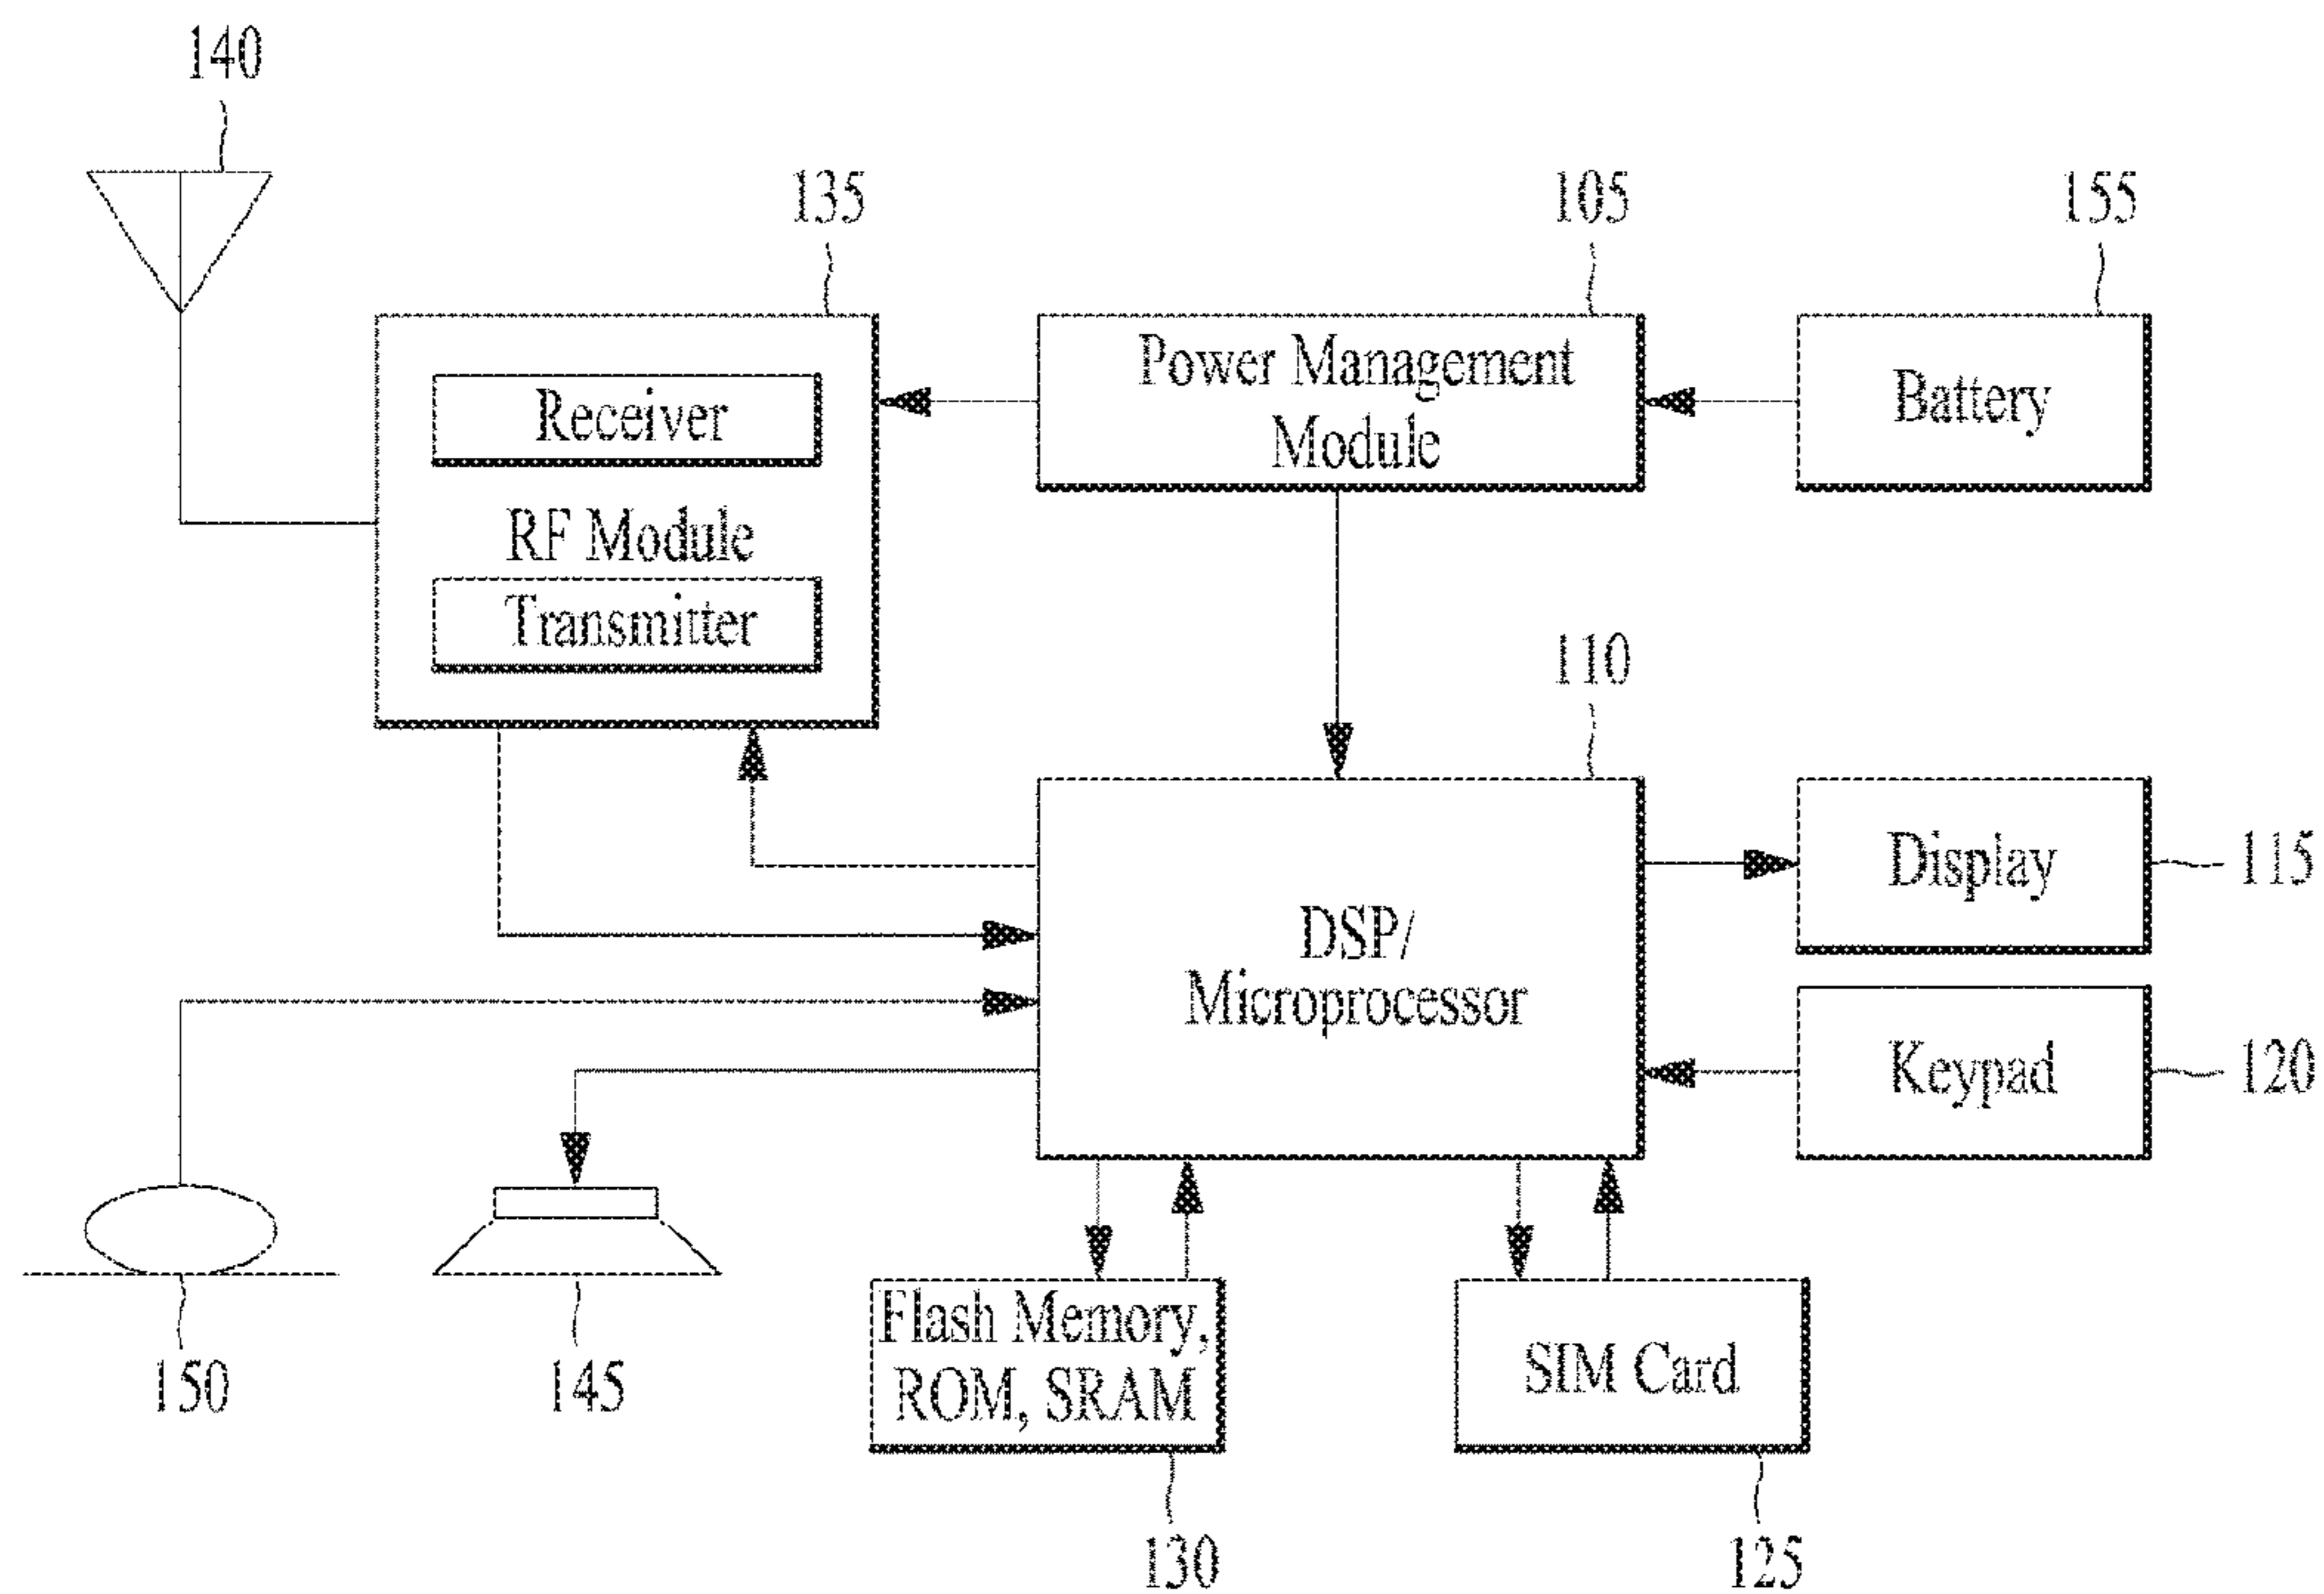 140
135
105
155
Receiver
RF Module
Transmitter
Power Management
Module
Battery
110
DSP/
Microprocessor
Display
115
Keypad
120
150
145
Flash Memory,
ROM, SRAM
SIM Card
130
125